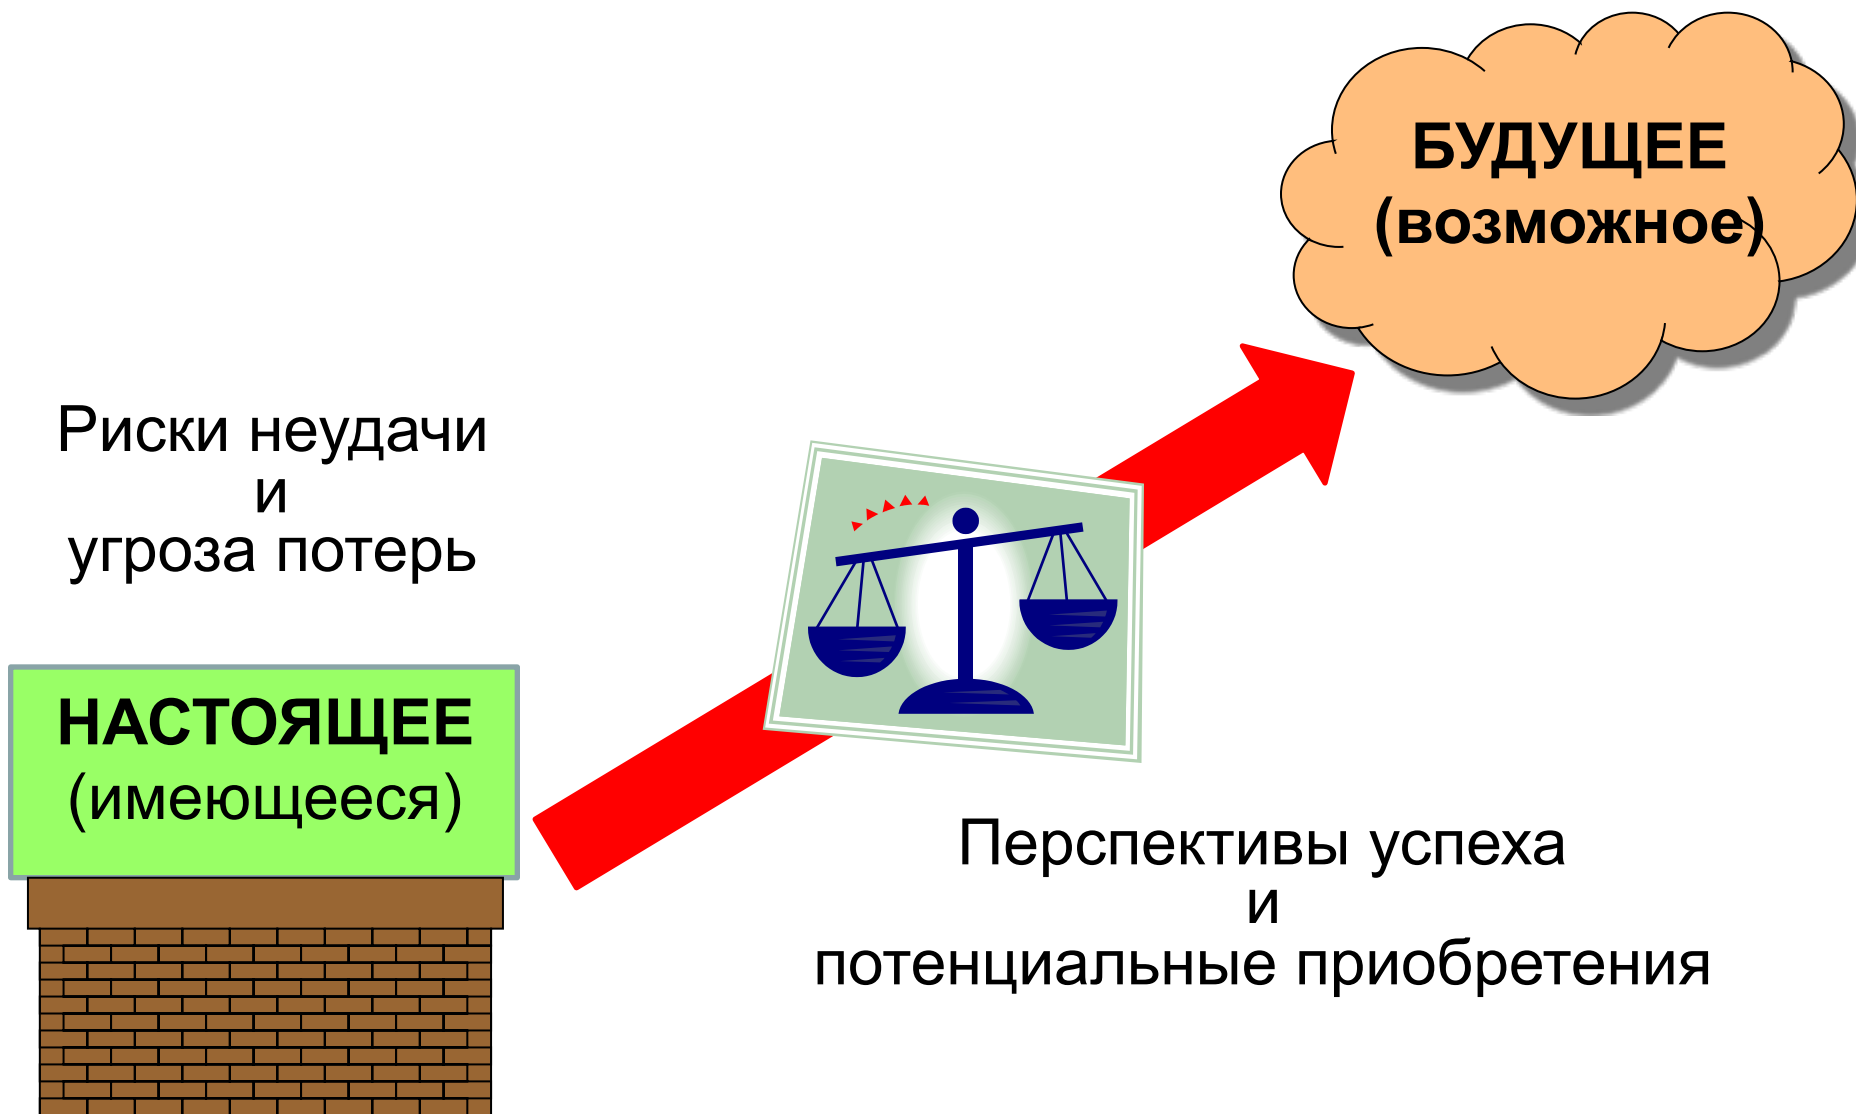 БУДУЩЕЕ
(возможное)
Риски неудачи
и
угроза потерь
НАСТОЯЩЕЕ
(имеющееся)
Перспективы успеха
и
потенциальные приобретения